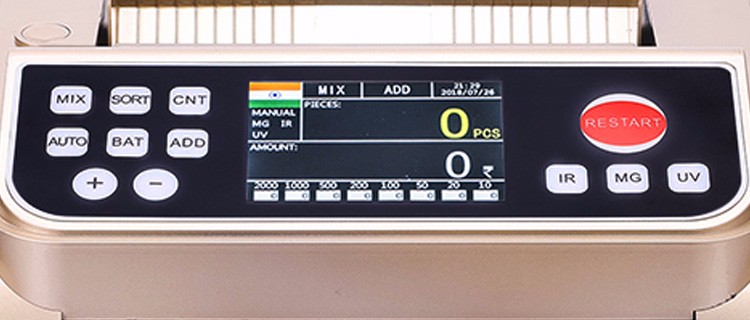 MIX SORT CNT
AUTO BAT ADD
+ −
MIX ADD 21:29
2018/07/26
MANUAL
MG IR
UV
PIECES:
0 PCS
AMOUNT:
0 ₹
2000 1000 500 200 100 50 20 10
0 0 0 0 0 0 0 0
RESTART
IR MG UV